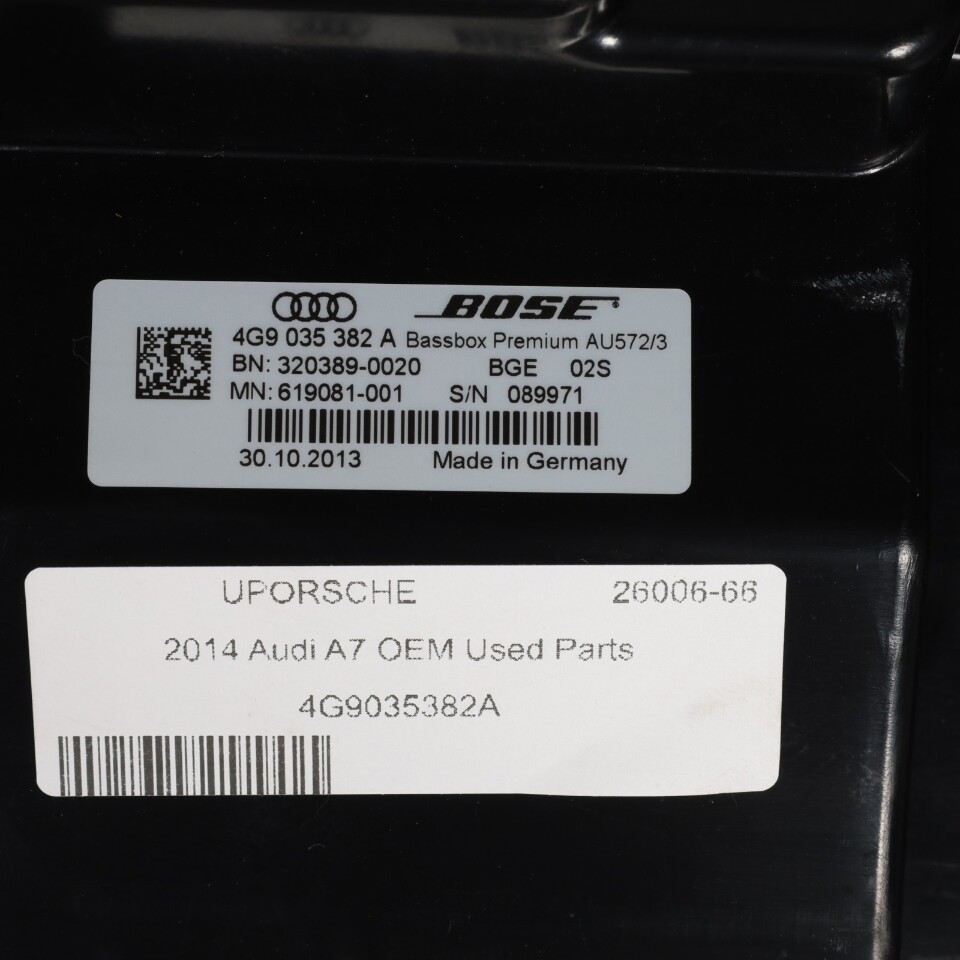 BOSE
4G9 035 382 A Bassbox Premium AU572/3
BN: 320389-0020 BGE 02S
MN: 619081-001 S/N 089971
30.10.2013 Made in Germany
UPORSCHE 26006-66
2014 Audi A7 OEM Used Parts
4G9035382A